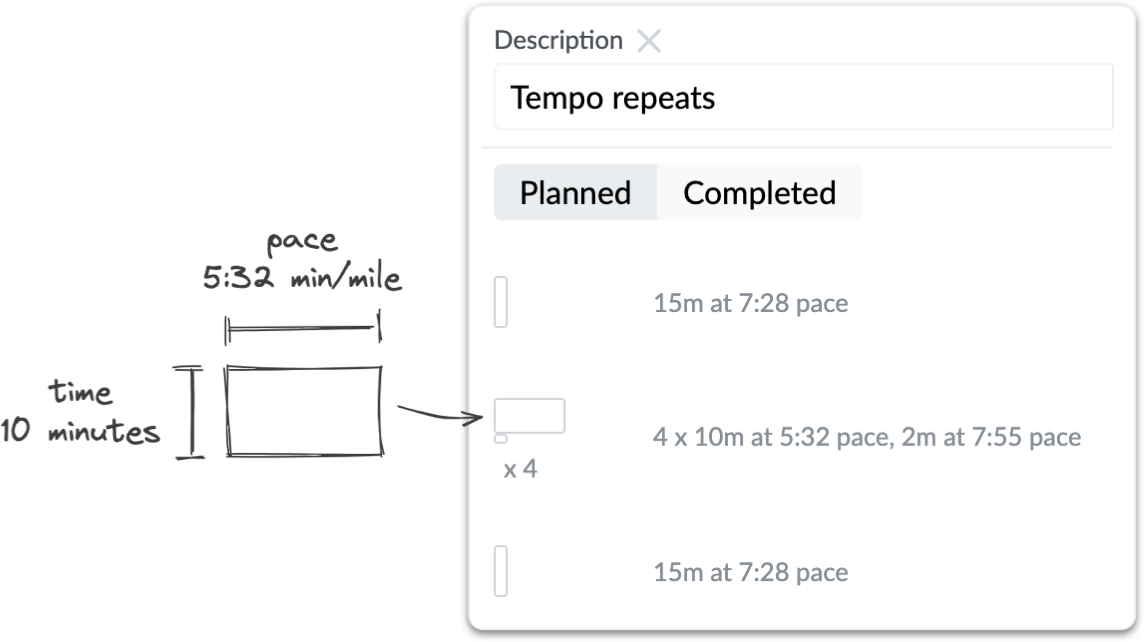 Description
Tempo repeats
Planned Completed
pace
5:32 min/mile
time
10 minutes
15m at 7:28 pace
4 x 10m at 5:32 pace, 2m at 7:55 pace
x 4
15m at 7:28 pace